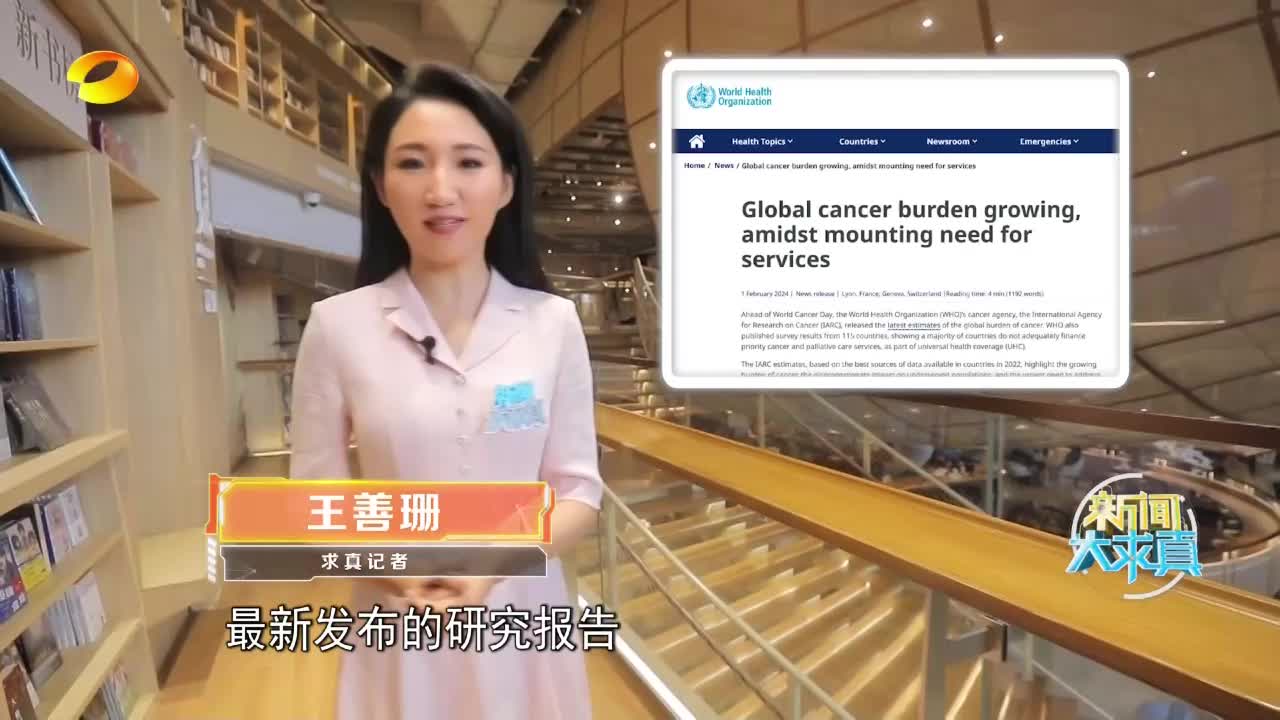 新书
World Health
Organization
Health Topics
Countries
Newsroom
Emergencies
Home / News / Global cancer burden growing, amidst mounting need for services
Global cancer burden growing,
amidst mounting need for
services
1 February 2024 | News release | Lyon, France; Geneva, Switzerland | Reading time: 4 min (1192 words)
Ahead of World Cancer Day, the World Health Organization (WHO)'s cancer agency, the International Agency
for Research on Cancer (IARC), released the latest estimates of the global burden of cancer. WHO also
published survey results from 115 countries, showing a majority of countries do not adequately finance
priority cancer and palliative care services, as part of universal health coverage (UHC).
The IARC estimates, based on the best sources of data available in countries in 2022, highlight the growing
王善珊
求真记者
新闻
大求真
最新发布的研究报告